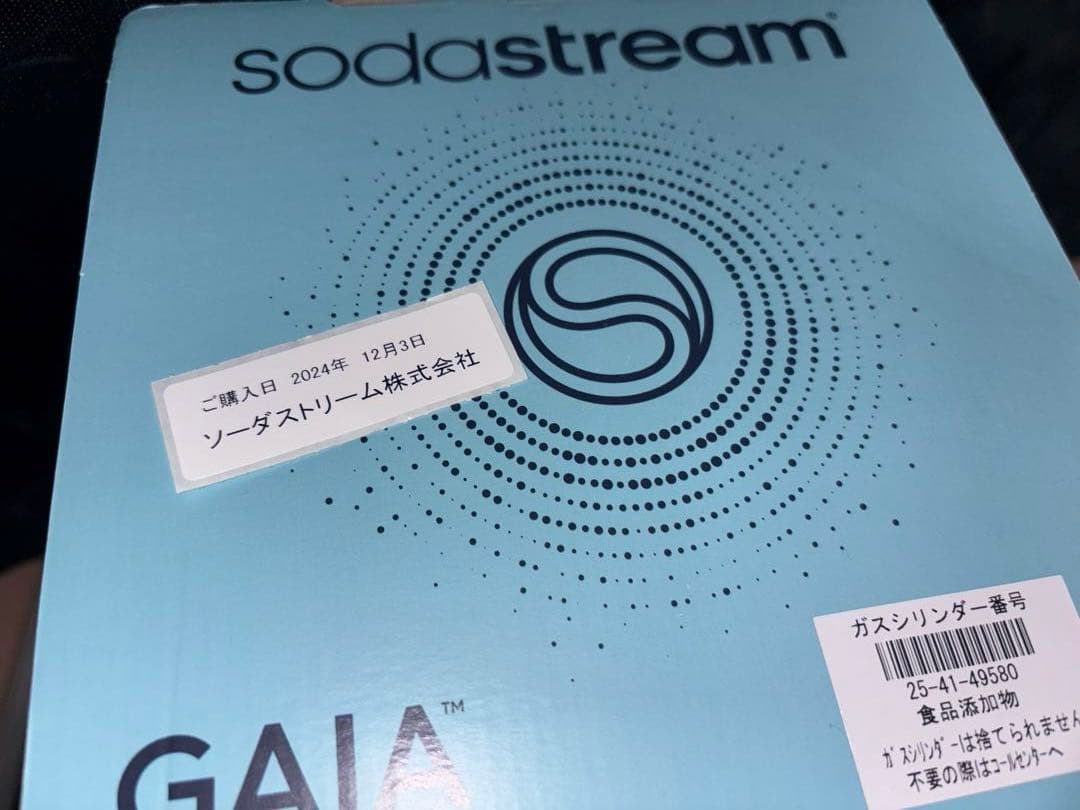 sodastream®
ご購入日 2024年 12月3日
ソーダストリーム株式会社
ガスシリンダー番号
25-41-49580
食品添加物
ガスシリンダーは捨てられません
不要の際はコールセンターへ
GAIA™